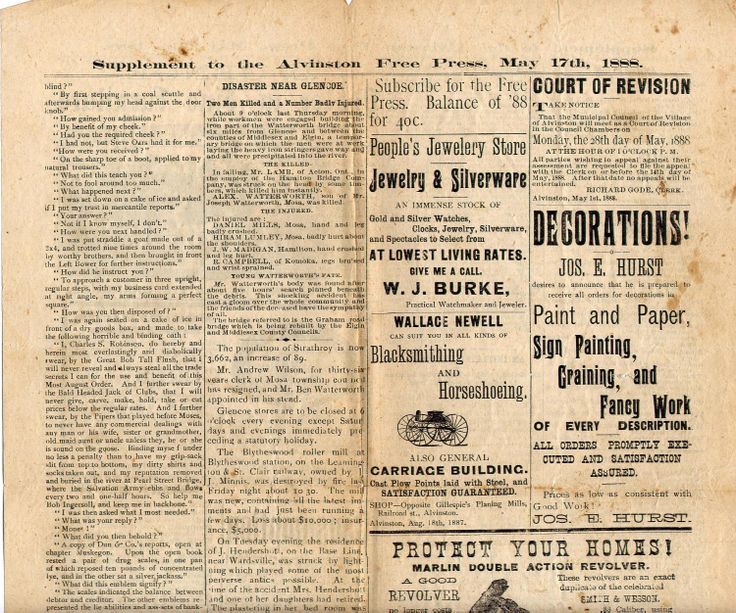 Supplement to the Alvinston Free Press, May 17th, 1888.
blind?"
"By first stepping in a coal scuttle and
afterwards bumping my head against the door
knob."
"How gained you admission?"
"By benefit of my cheek."
"Had you the required cheek?"
"I had not, but Steve Oars had it for me."
"How were you received?"
"On the sharp toe of a boot, applied to my
natural trousers."
"What did this teach you?"
"Not to fool around too much."
"What happened next?"
"I was set down on a cake of ice and asked
if I put my trust in mercantile reports."
"Your answer?"
"Not if I know myself, I don't."
"How were you next handled?"
"I was put straddle a goat made out of a
2x4, and trotted nine times around the room
by worthy brothers, and then brought in front
the Left Bower for further instructions."
"How did he instruct you?"
"To approach a customer in three upright,
regular steps, with my business card extended
at right angle, my arms forming a perfect
square."
"How was you then disposed of?"
"I was again seated on a cake of ice in
front of a dry goods box, and made to take
the following horrible and binding oath:
"I, Charles S. Robinson, do hereby and
herein most everlastingly and diabolically
swear, by the Great Bob Tail Flush, that I
will never reveal and always steal all the trade
secrets I can for the use and benefit of this
Most August Order. And I further swear by
the Bald Headed Jack of Clubs, that I will
never give, carve, make, hold, take or cut
prices below the regular rates. And I further
swear, by the Pipers that played before Moses,
to never have any commercial dealings with
any man or his wife, sister or grandmother,
old maid aunt or uncle unless they, he or she
is sound on the goose. Binding myself under
no less a penalty than to have my grip-sack
slit from top to bottom, my dirty shirts and
socks taken out, and my reputation removed
and buried in the river at Pearl Street Bridge,
where the Salvation Army ebbs and flows
every two and one-half hours. So help me
Bob Ingersoll, and keep me in backbone."
"I was then asked what I most needed."
"What was your reply?"
"Money!"
"What did you then behold?"
"A copy of Dun & Co.'s reports, open at
chapter Muskegon. Upon the open book
rested a pair of drug scales, in one pan
of which reposed the pounds of concentrated
lye, and in the other sat a silver jackass."
"What did this emblem signify?"
"The scales indicated the balance between
debitor and creditor. The other emblems re-
presented the lie abilities and ass-sets of bank-
DISASTER NEAR GLENCOE.
Two Men Killed and a Number Badly Injured.
About 9 o'clock last Thursday morning,
while workmen were engaged building the
iron part of the Watterworth bridge about
six miles from Glencoe and between the
counties of Middlesex and Elgin, a tempor-
ary bridge on which the men were at work
laying the heavy iron stringers gave way and
all were precipitated into the river.
THE KILLED.
In falling, MR. LAMB, of Acton, Ont., in
the employ of the Hamilton Bridge Com-
pany, was struck on the head by some tim-
bers, which killed him instantly.
ALEX. WATTERWORTH, son of Mr.
Joseph Watterworth, Mosa, was killed
THE INJURED.
The injured are:
DANIEL MILLS, Mosa, hand and leg
badly crushed.
HIRAM LUMLEY, Mosa, badly hurt about
the shoulders.
J. W. MADIGAN, Hamilton, hand crushed
and leg hurt.
E. CAMPBELL, of Komoka, legs bruised
and wrist sprained.
YOUNG WATTERWORTH'S FATE.
Mr. Watterworth's body was found after
about five hours' search pinned beneath
the debris. This shocking accident has
cast a gloom over the whole community and
the friends of the deceased have the sympathy
of all.
The bridge referred to is the Graham road
bridge which is being rebuilt by the Elgin
and Middlesex County Councils.
The population of Strathroy is now
3,662, an increase of 89.
Mr. Andrew Wilson, for thirty-six
years clerk of Mosa township council
has resigned, and Mr. Ben Watterworth
appointed in his stead.
Glencoe stores are to be closed at 6
o'clock every evening except Satur
days and evenings immediately pre
ceding a statutory holiday.
The Blytheswood roller mill at
Blytheswood station, on the Leaming
ton & St. Clair railway, owned by J
J. Minnis, was destroyed by fire last
Friday night about 10 30. The mill
was new, containing all the latest im
ments and had just been running a
few days. Loss about $10,000; insur
ance, $5,000.
On Tuesday evening the residence
of J. Hendershott, on the Base Line,
near Wardsville, was struck by light-
ning which played some of the most
perverse antics possible. At the
time of the accident Mrs. Hendershott
and one of her daughters had retired.
The plastering in her bed room was
Subscribe for the Free
Press. Balance of '88
for 40c.
People's Jewelery Store
Jewelry & Silverware
AN IMMENSE STOCK OF
Gold and Silver Watches,
Clocks, Jewelry, Silverware,
and Spectacles to Select from
AT LOWEST LIVING RATES.
GIVE ME A CALL.
W. J. BURKE,
Practical Watchmaker and Jeweler.
WALLACE NEWELL
CAN SUIT YOU IN ALL KINDS OF
Blacksmithing
AND
Horseshoeing.
ALSO GENERAL
CARRIAGE BUILDING.
Cast Plow Points laid with Steel, and
SATISFACTION GUARANTEED.
SHOP—Opposite Gillespie's Planing Mills,
Railroad st., Alvinston.
Alvinston, Aug. 18th, 1887.
COURT OF REVISION
TAKE NOTICE
That the Municipal Council of the Village
of Alvinston will meet as a Court of Revision
in the Council Chambers on
Monday, the 28th day of May, 1888
AT THE HOUR OF 1 O'CLOCK P. M.
All parties wishing to appeal against their
assessment are requested to file the appeal
with the Clerk on or before the 14th day of
May, 1888. After that date no appeals will be
entertained.
RICHARD GODE, CLERK.
Alvinston, May 1st, 1888.
DECORATIONS!
JOS. E. HURST
desires to announce that he is prepared to
receive all orders for decorations in
Paint and Paper,
Sign Painting,
Graining, and
Fancy Work
OF EVERY DESCRIPTION.
ALL ORDERS PROMPTLY EXE-
CUTED AND SATISFACTION
ASSURED.
Prices as low as consistent with
Good Work!
JOS. E. HURST.
PROTECT YOUR HOMES!
MARLIN DOUBLE ACTION REVOLVER.
A GOOD
REVOLVER
no longer costs
These revolvers are an exact
duplicate of the celebrated
SMITH & WESSON.
38 Caliber, using